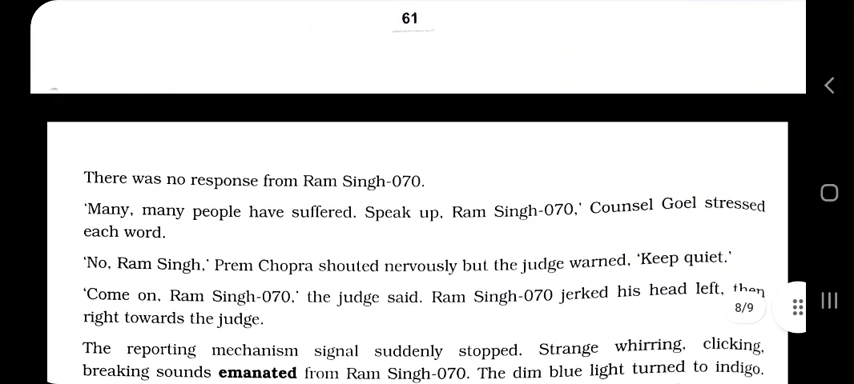 61
There was no response from Ram Singh-070.
'Many, many people have suffered. Speak up, Ram Singh-070,' Counsel Goel stressed
each word.
'No, Ram Singh,' Prem Chopra shouted nervously but the judge warned, 'Keep quiet.'
'Come on, Ram Singh-070,' the judge said. Ram Singh-070 jerked his head left, then
8/9
right towards the judge.
The reporting mechanism signal suddenly stopped. Strange whirring, clicking,
breaking sounds emanated from Ram Singh-070. The dim blue light turned to indigo.